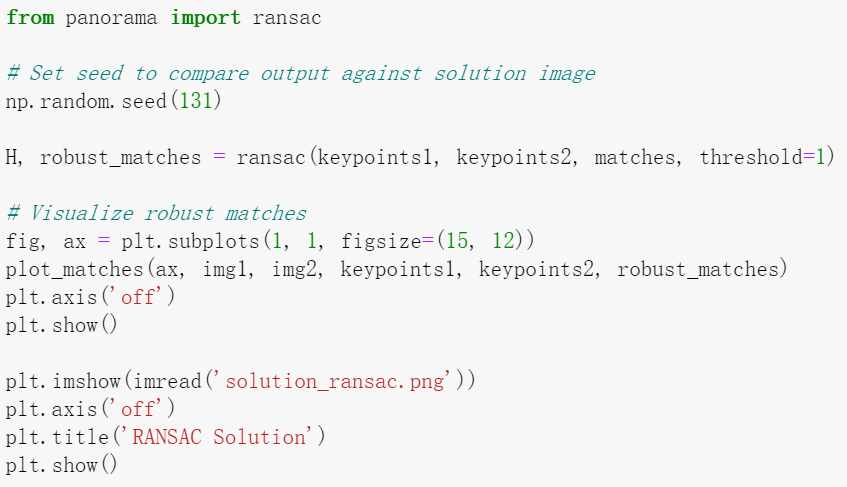 from panorama import ransac
# Set seed to compare output against solution image
np.random.seed(131)
H, robust_matches = ransac(keypoints1, keypoints2, matches, threshold=1)
# Visualize robust matches
fig, ax = plt.subplots(1, 1, figsize=(15, 12))
plot_matches(ax, img1, img2, keypoints1, keypoints2, robust_matches)
plt.axis('off')
plt.show()
plt.imshow(imread('solution_ransac.png'))
plt.axis('off')
plt.title('RANSAC Solution')
plt.show()